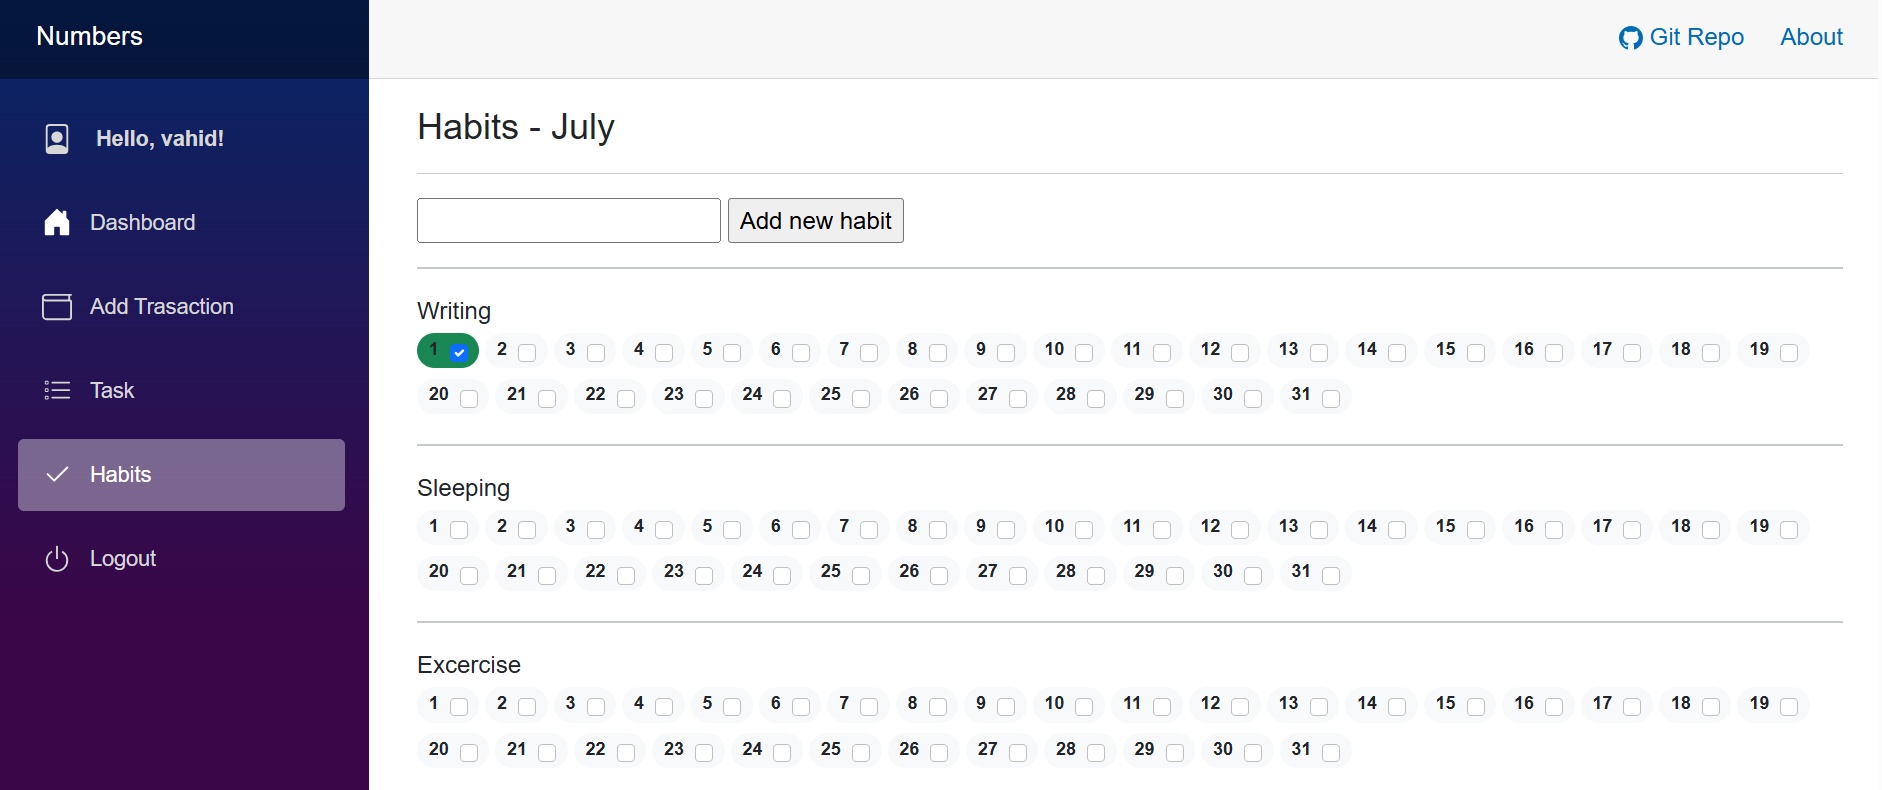 Numbers
Git Repo About
Hello, vahid!
Dashboard
Add Trasaction
Task
Habits
Logout
Habits - July
Add new habit
Writing
1 2 3 4 5 6 7 8 9 10 11 12 13 14 15 16 17 18 19
20 21 22 23 24 25 26 27 28 29 30 31
Sleeping
1 2 3 4 5 6 7 8 9 10 11 12 13 14 15 16 17 18 19
20 21 22 23 24 25 26 27 28 29 30 31
Excercise
1 2 3 4 5 6 7 8 9 10 11 12 13 14 15 16 17 18 19
20 21 22 23 24 25 26 27 28 29 30 31